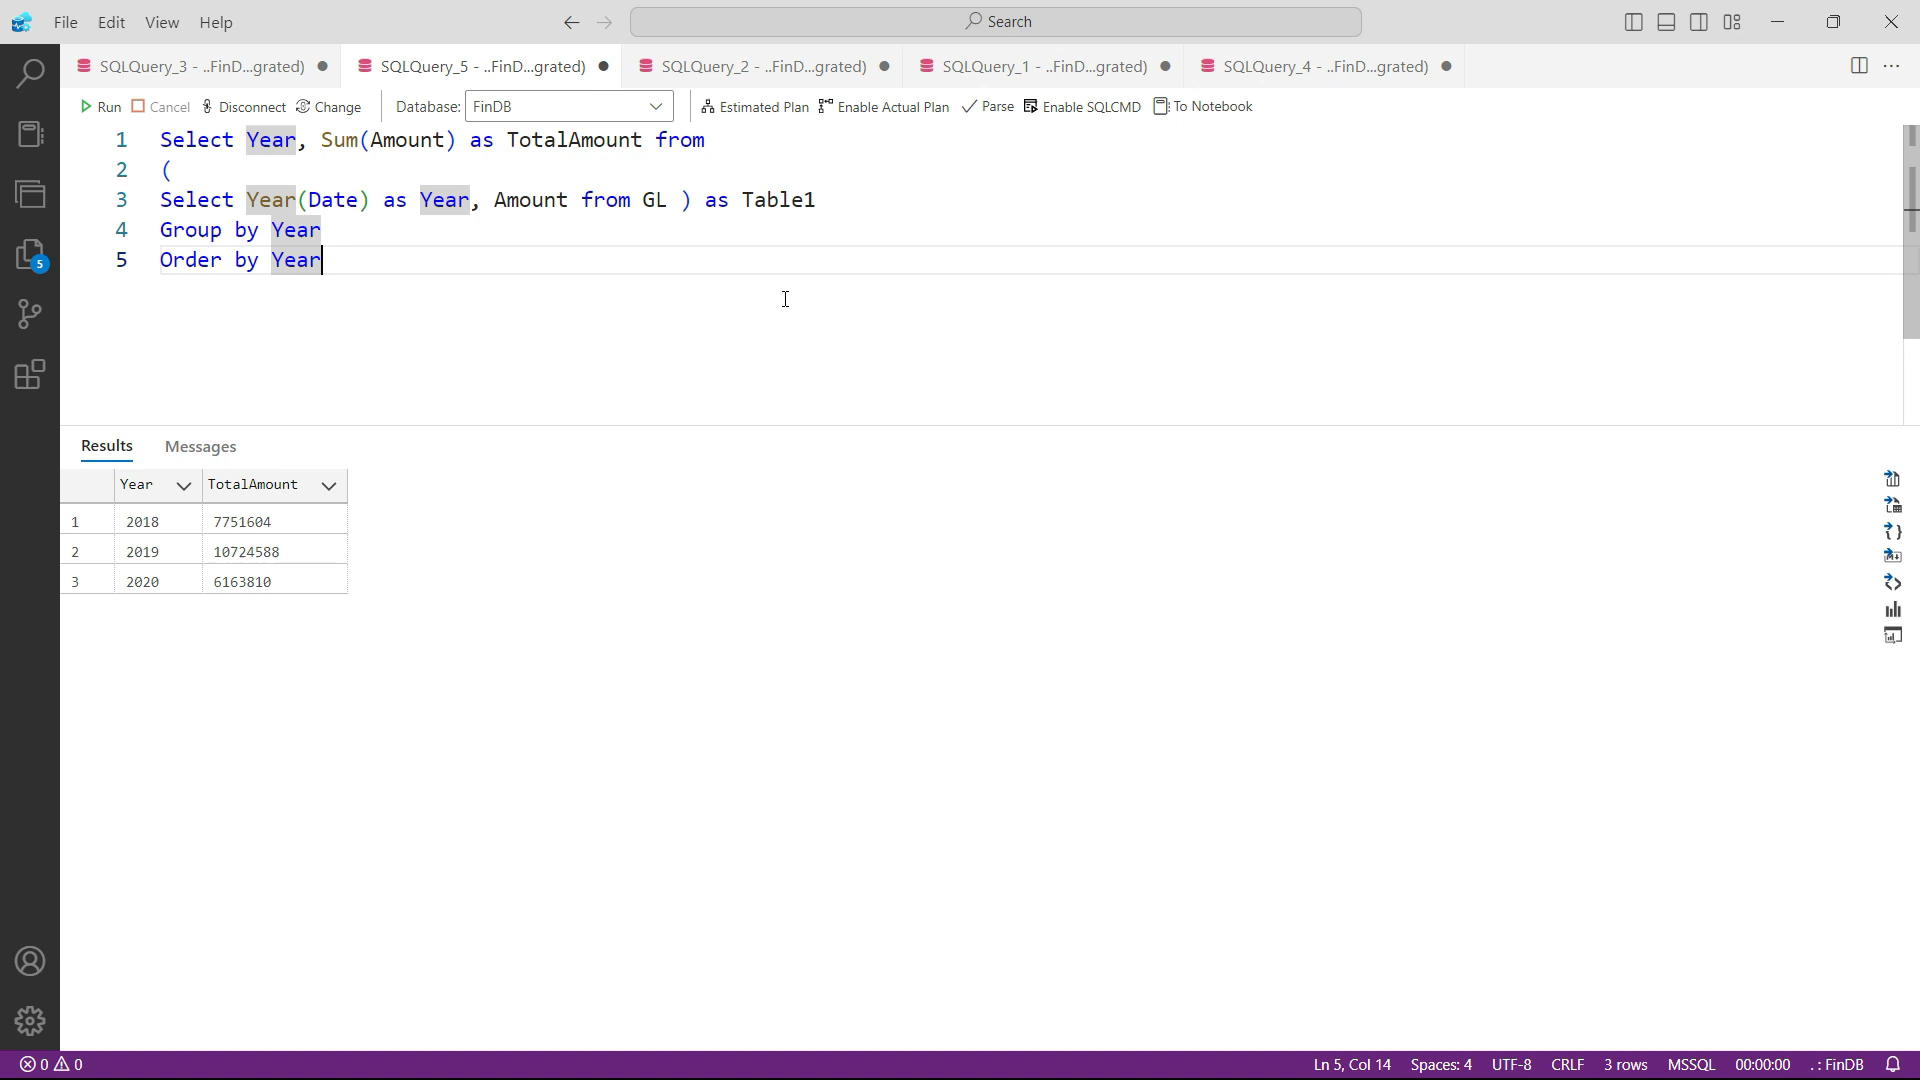 File Edit View Help Search
SQLQuery_3 - ..FinD...grated) SQLQuery_5 - ..FinD...grated) SQLQuery_2 - ..FinD...grated) SQLQuery_1 - ..FinD...grated) SQLQuery_4 - ..FinD...grated)
Run Cancel Disconnect Change Database: FinDB Estimated Plan Enable Actual Plan Parse Enable SQLCMD To Notebook
1 Select Year, Sum(Amount) as TotalAmount from
2 (
3 Select Year(Date) as Year, Amount from GL ) as Table1
4 Group by Year
5 Order by Year
5
Results Messages
Year TotalAmount
1 2018 7751604
2 2019 10724588
3 2020 6163810
0 0 Ln 5, Col 14 Spaces: 4 UTF-8 CRLF 3 rows MSSQL 00:00:00 . : FinDB